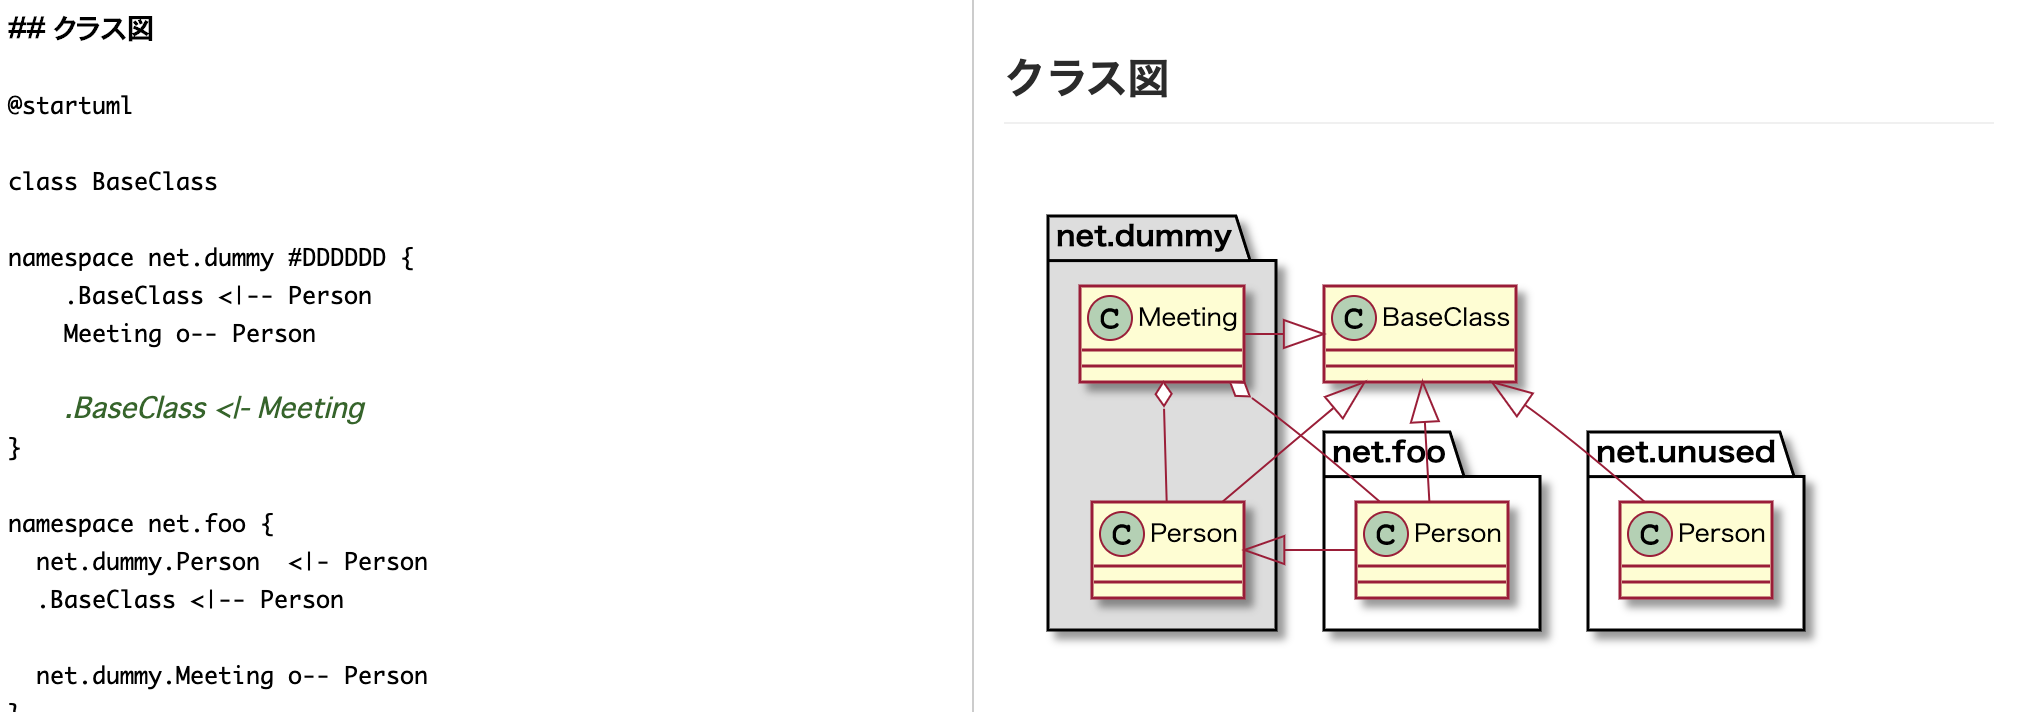 ## クラス図
@startuml
class BaseClass
namespace net.dummy #DDDDDD {
    .BaseClass <|-- Person
    Meeting o-- Person
    .BaseClass <|- Meeting
}
namespace net.foo {
  net.dummy.Person  <|- Person
  .BaseClass <|-- Person
  net.dummy.Meeting o-- Person
}
クラス図
net.dummy
C Meeting
C BaseClass
net.foo
net.unused
C Person
C Person
C Person